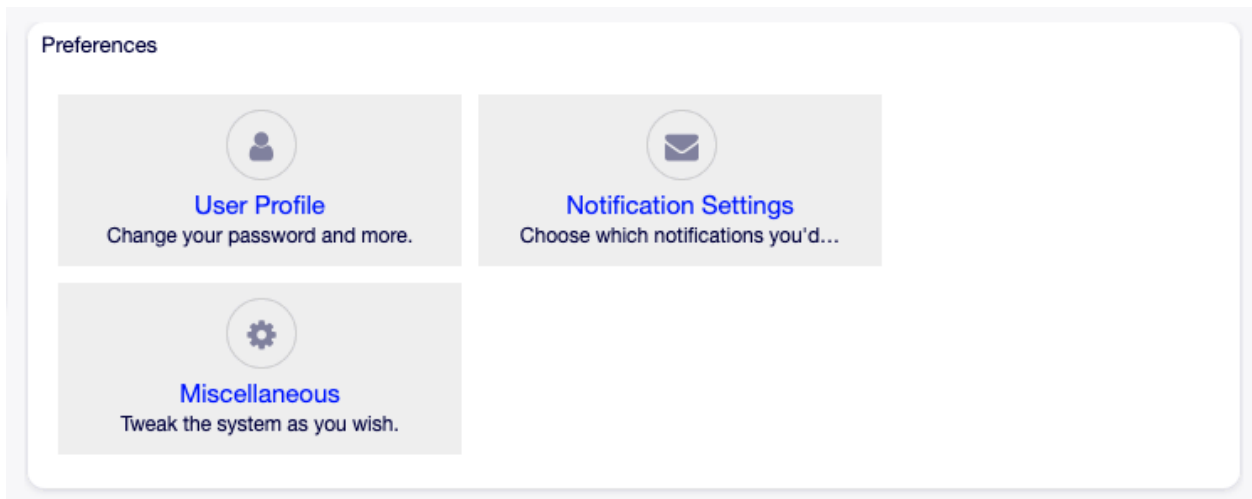 Preferences
User Profile
Change your password and more.
Notification Settings
Choose which notifications you'd...
Miscellaneous
Tweak the system as you wish.